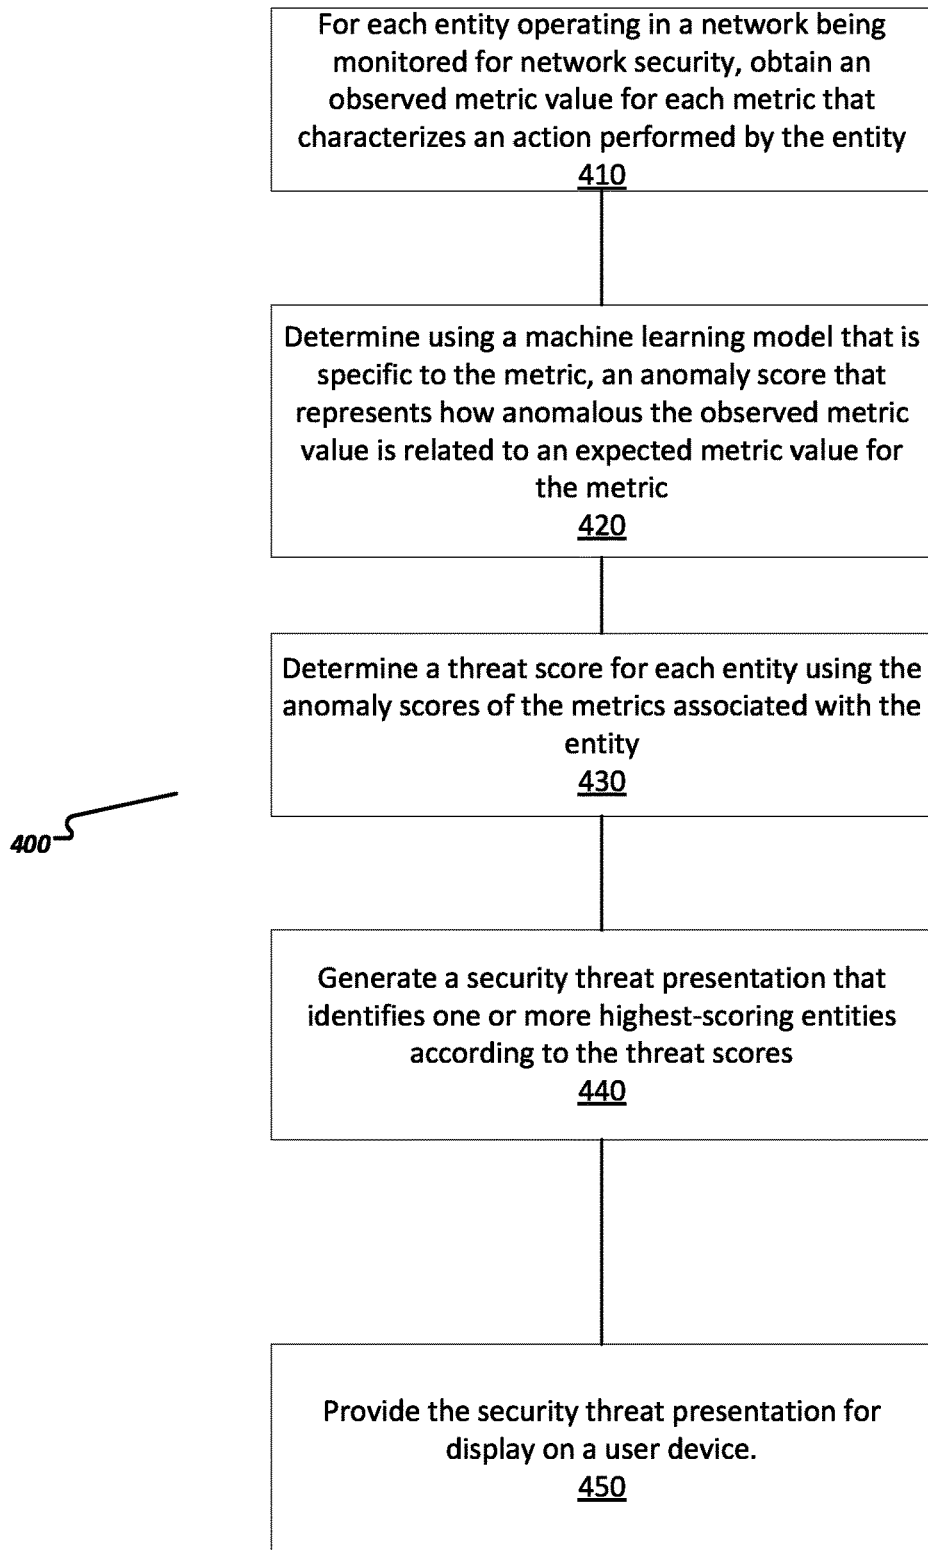 For each entity operating in a network being
monitored for network security, obtain an
observed metric value for each metric that
characterizes an action performed by the entity
410
Determine using a machine learning model that is
specific to the metric, an anomaly score that
represents how anomalous the observed metric
value is related to an expected metric value for
the metric
420
Determine a threat score for each entity using the
anomaly scores of the metrics associated with the
entity
430
400
Generate a security threat presentation that
identifies one or more highest-scoring entities
according to the threat scores
440
Provide the security threat presentation for
display on a user device.
450